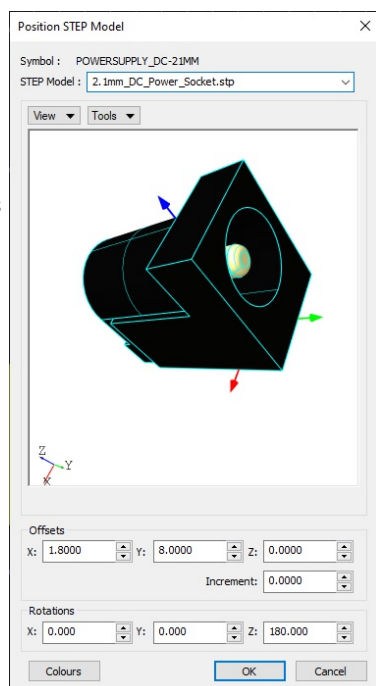 Position STEP Model
Symbol : POWERSUPPLY_DC-21MM
STEP Model : 2.1mm_DC_Power_Socket.stp
View Tools
Z
Y
X
Offsets
X: 1.8000 Y: 8.0000 Z: 0.0000
Increment: 0.0000
Rotations
X: 0.000 Y: 0.000 Z: 180.000
Colours OK Cancel